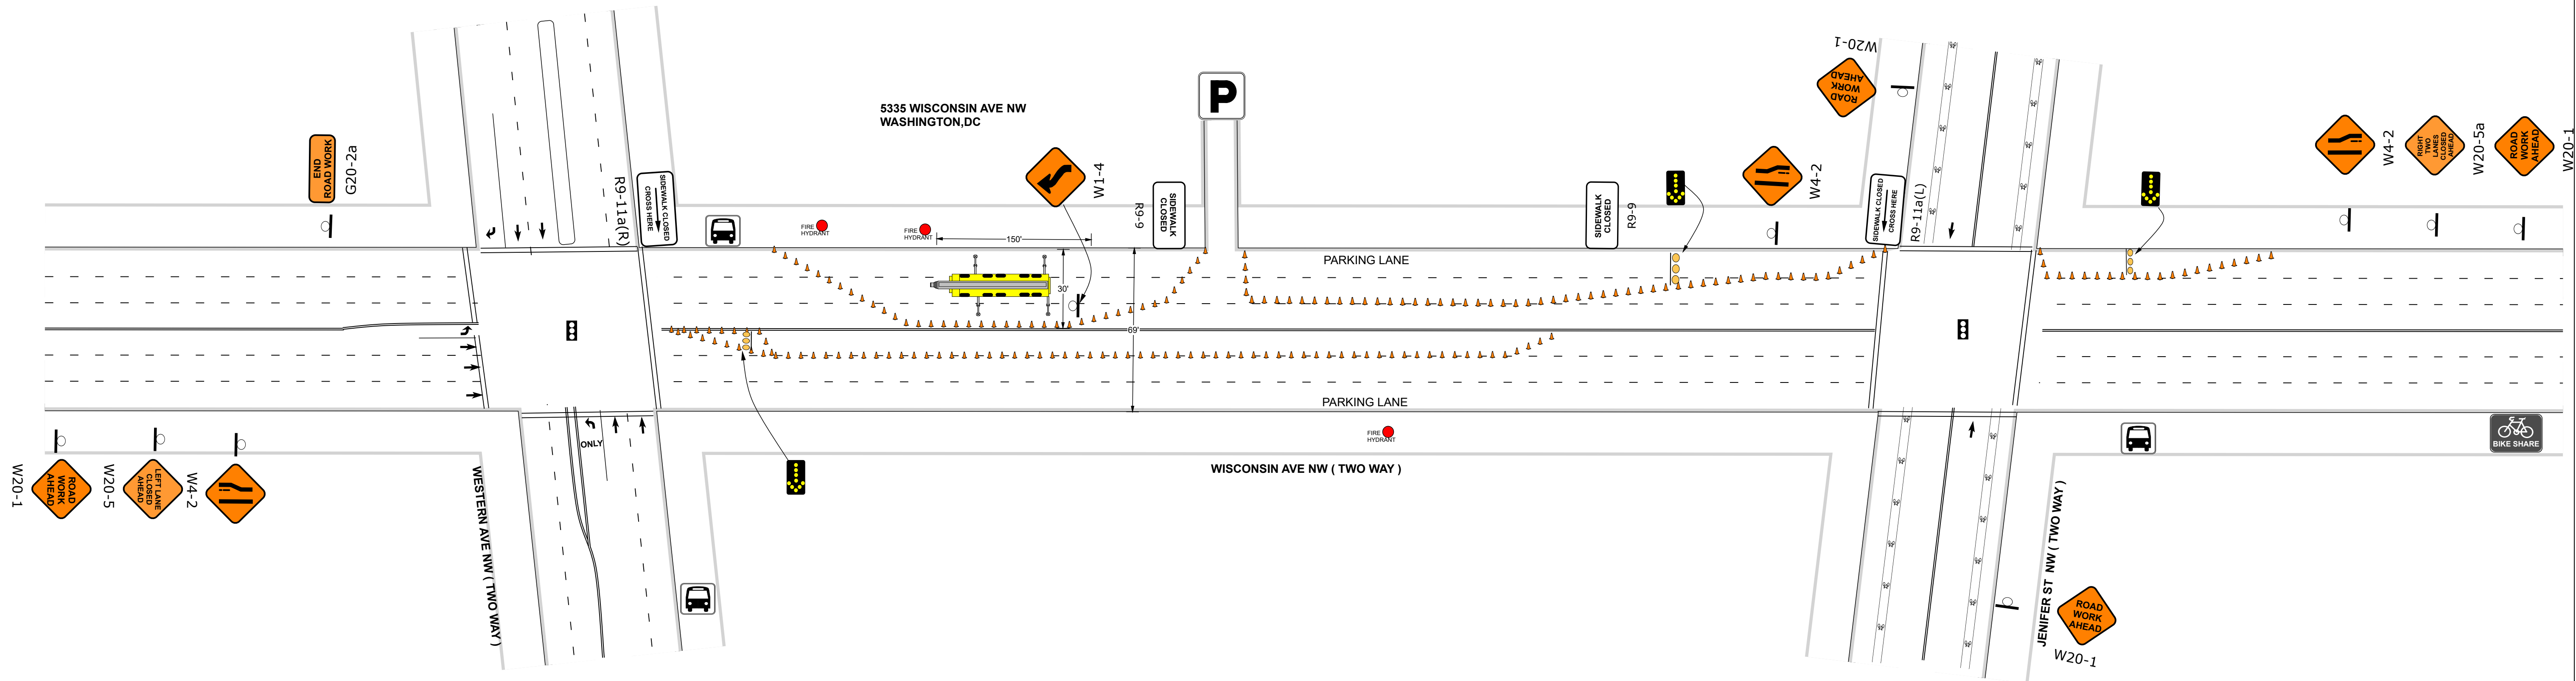 5335 WISCONSIN AVE NW
WASHINGTON,DC
END
ROAD WORK
G20-2a
R9-11a(R)
SIDEWALK CLOSED
CROSS HERE
FIRE
HYDRANT
FIRE
HYDRANT
150'
W1-4
R9-9
SIDEWALK
CLOSED
P
30'
69'
PARKING LANE
SIDEWALK
CLOSED
R9-9
W4-2
W20-1
ROAD
WORK
AHEAD
SIDEWALK CLOSED
CROSS HERE
R9-11a(L)
W4-2
RIGHT
TWO
LANES
CLOSED
AHEAD
W20-5a
ROAD
WORK
AHEAD
W20-1
PARKING LANE
FIRE
HYDRANT
WISCONSIN AVE NW ( TWO WAY )
ONLY
W20-1
ROAD
WORK
AHEAD
W20-5
LEFT LANE
CLOSED
AHEAD
W4-2
WESTERN AVE NW ( TWO WAY )
BIKE SHARE
JENIFER ST NW ( TWO WAY )
ROAD
WORK
AHEAD
W20-1